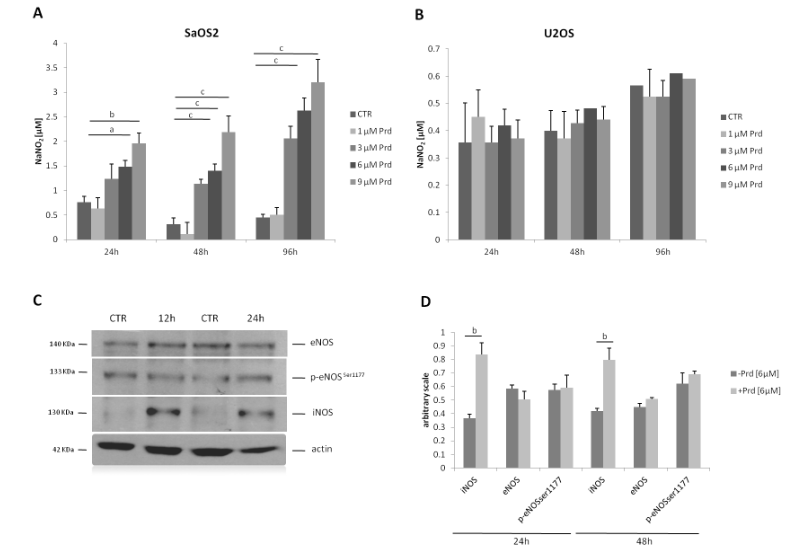 A
SaOS2
NaNO2 [µM]
4
3.5
3
2.5
2
1.5
1
0.5
0
b
a
c
c
c
c
c
24h
48h
96h
CTR
1 µM Prd
3 µM Prd
6 µM Prd
9 µM Prd
B
U2OS
NaNO2 [µM]
0.7
0.6
0.5
0.4
0.3
0.2
0.1
0
24h
48h
96h
CTR
1 µM Prd
3 µM Prd
6 µM Prd
9 µM Prd
C
CTR 12h CTR 24h
140 KDa eNOS
133 KDa p-eNOS Ser1177
130 KDa iNOS
42 KDa actin
D
arbitrary scale
1
0.9
0.8
0.7
0.6
0.5
0.4
0.3
0.2
0.1
0
b
b
iNOS
eNOS
p-eNOSser1177
iNOS
eNOS
p-eNOSser1177
24h
48h
-Prd [6µM]
+Prd [6µM]